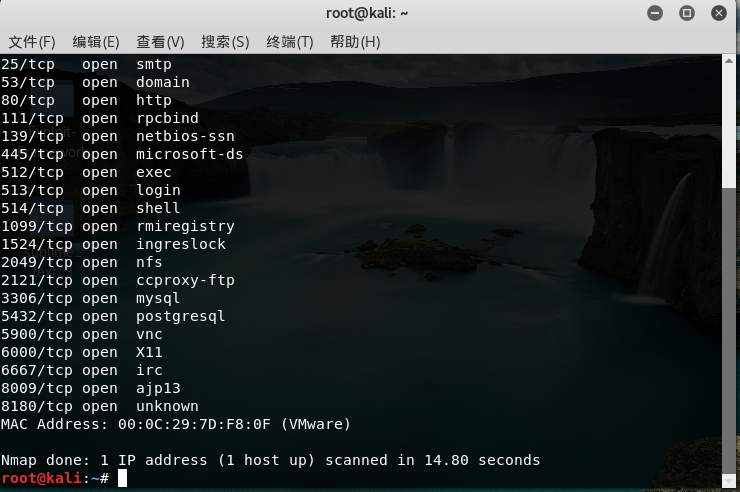 root@kali: ~
文件(F) 编辑(E) 查看(V) 搜索(S) 终端(T) 帮助(H)
25/tcp open smtp
53/tcp open domain
80/tcp open http
111/tcp open rpcbind
139/tcp open netbios-ssn
445/tcp open microsoft-ds
512/tcp open exec
513/tcp open login
514/tcp open shell
1099/tcp open rmiregistry
1524/tcp open ingreslock
2049/tcp open nfs
2121/tcp open ccproxy-ftp
3306/tcp open mysql
5432/tcp open postgresql
5900/tcp open vnc
6000/tcp open X11
6667/tcp open irc
8009/tcp open ajp13
8180/tcp open unknown
MAC Address: 00:0C:29:7D:F8:0F (VMware)
Nmap done: 1 IP address (1 host up) scanned in 14.80 seconds
root@kali:~#